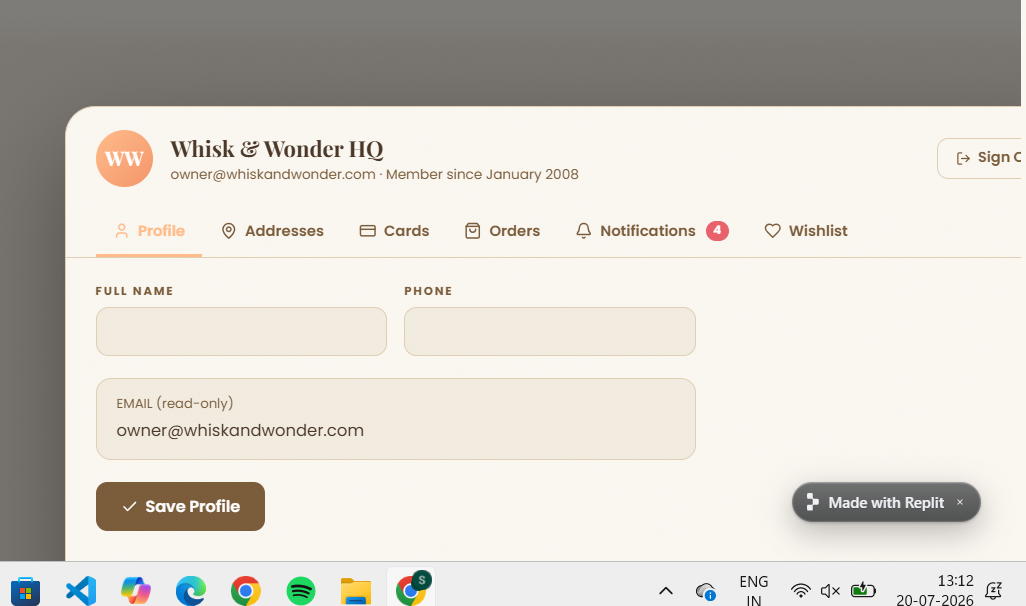 WW
Whisk & Wonder HQ
owner@whiskandwonder.com · Member since January 2008
Sign
Profile
Addresses
Cards
Orders
Notifications 4
Wishlist
FULL NAME
PHONE
EMAIL (read-only)
owner@whiskandwonder.com
Save Profile
Made with Replit ×
S
ENG
IN
13:12
20-07-2026